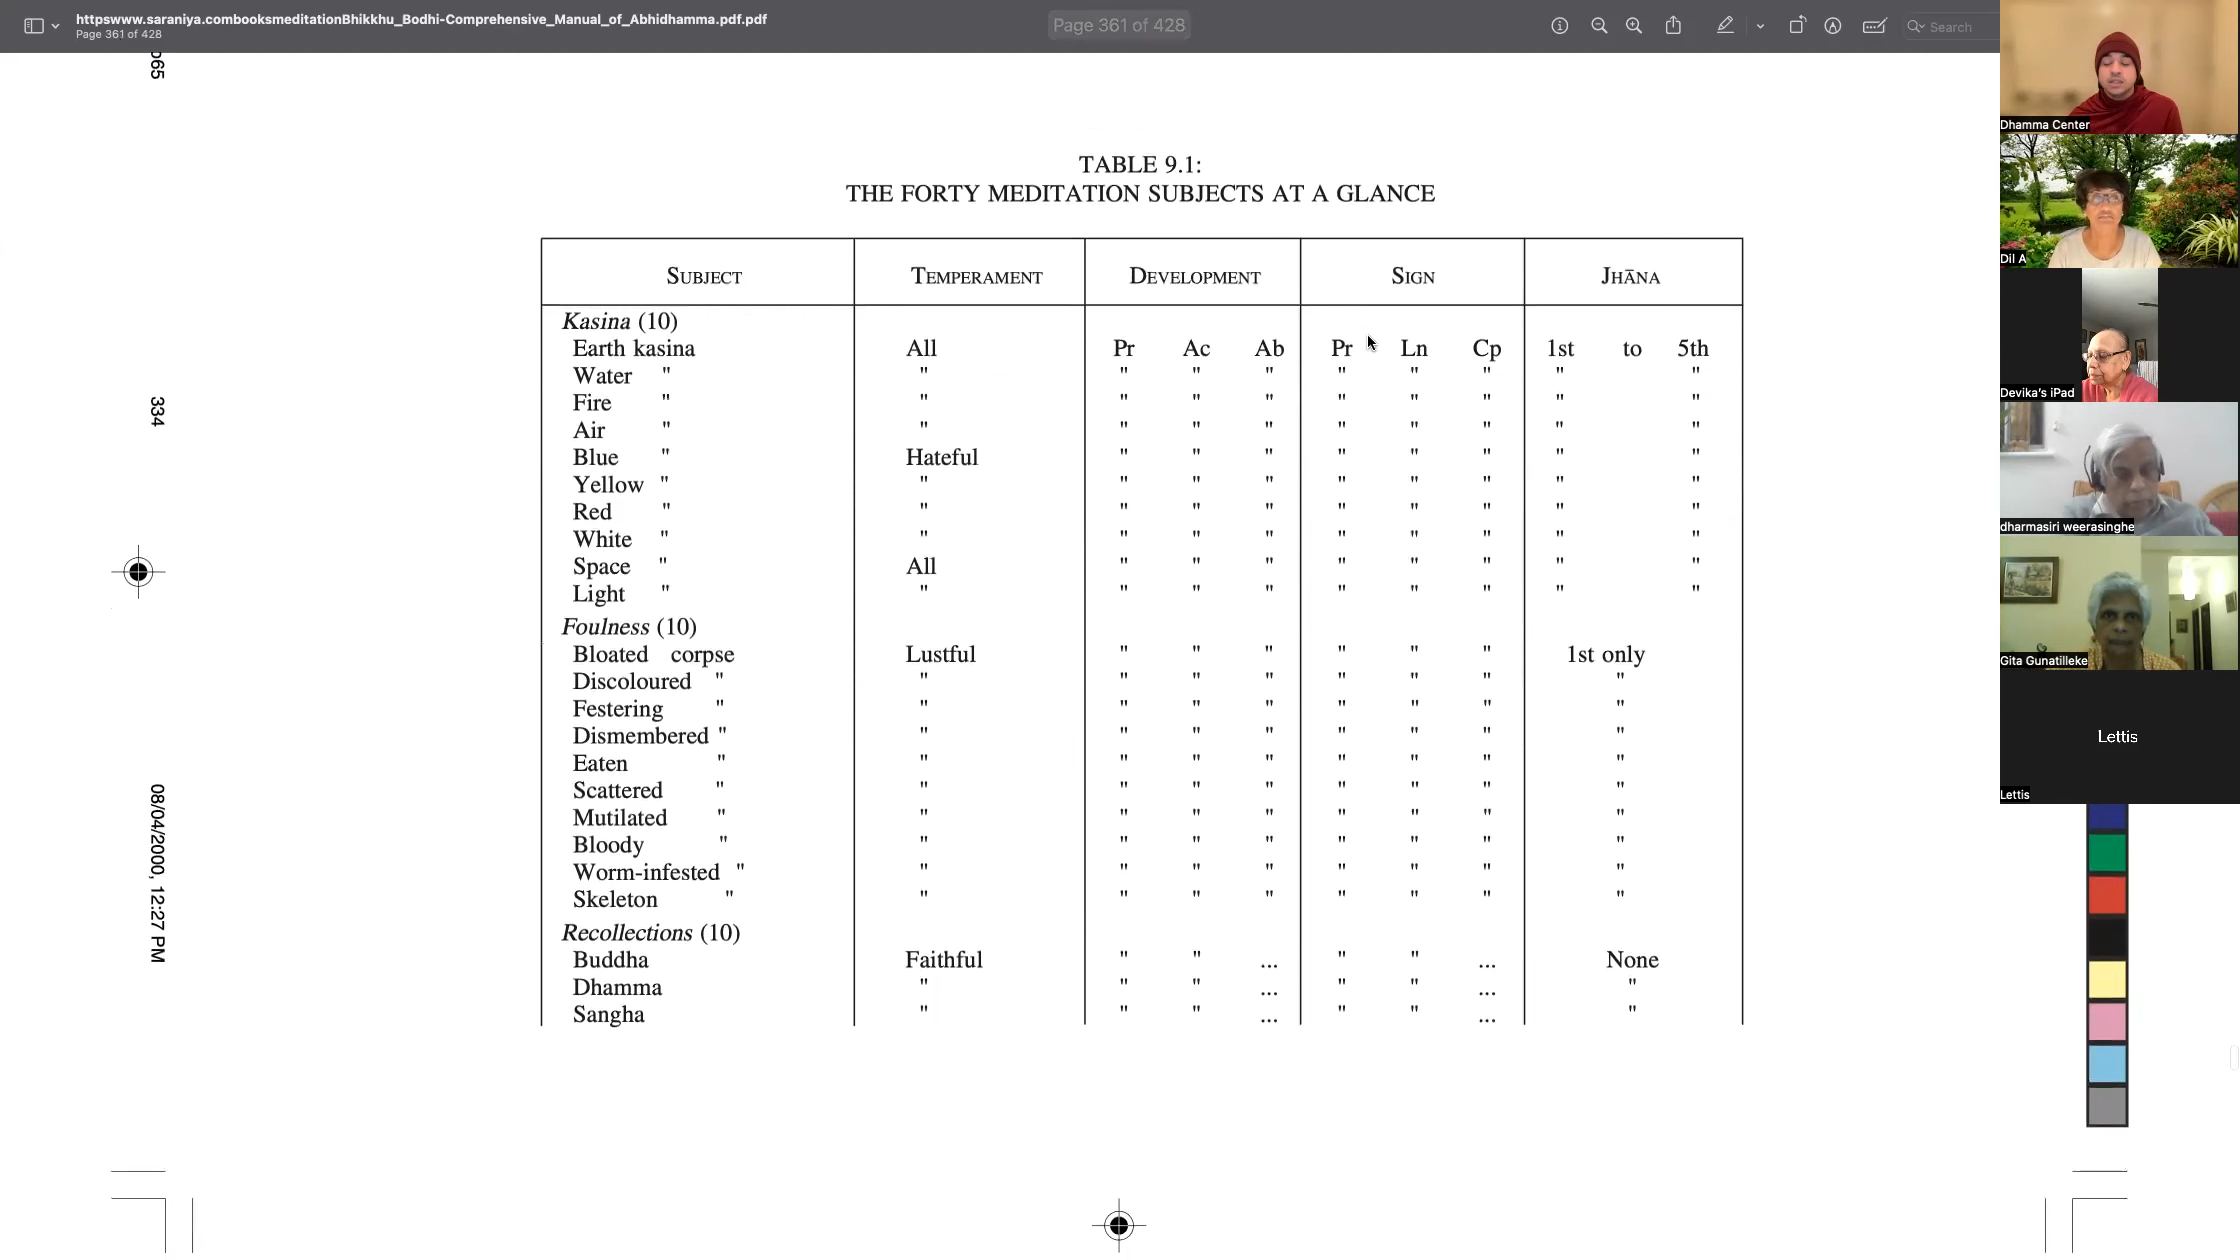 httpswww.saraniya.combooksmeditationBhikkhu_Bodhi-Comprehensive_Manual_of_Abhidhamma.pdf.pdf
Page 361 of 428
Page 361 of 428
Search
065
334
08/04/2000, 12:27 PM
TABLE 9.1:
THE FORTY MEDITATION SUBJECTS AT A GLANCE
SUBJECT TEMPERAMENT DEVELOPMENT SIGN JHĀNA
Kasina (10)
Earth kasina All Pr Ac Ab Pr Ln Cp 1st to 5th
Water " " " " " " " " " "
Fire " " " " " " " " " "
Air " " " " " " " " " "
Blue " Hateful " " " " " " " "
Yellow " " " " " " " " " "
Red " " " " " " " " " "
White " " " " " " " " " "
Space " All " " " " " " " "
Light " " " " " " " " " "
Foulness (10)
Bloated corpse Lustful " " " " " " 1st only
Discoloured " " " " " " " " "
Festering " " " " " " " " "
Dismembered " " " " " " " " "
Eaten " " " " " " " " "
Scattered " " " " " " " " "
Mutilated " " " " " " " " "
Bloody " " " " " " " " "
Worm-infested " " " " " " " " "
Skeleton " " " " " " " " "
Recollections (10)
Buddha Faithful " " ... " " ... None
Dhamma " " " ... " " ... "
Sangha " " " ... " " ... "
Dhamma Center
Dil A
Devika's iPad
dharmasiri weerasinghe
Gita Gunatilleke
Lettis
Lettis